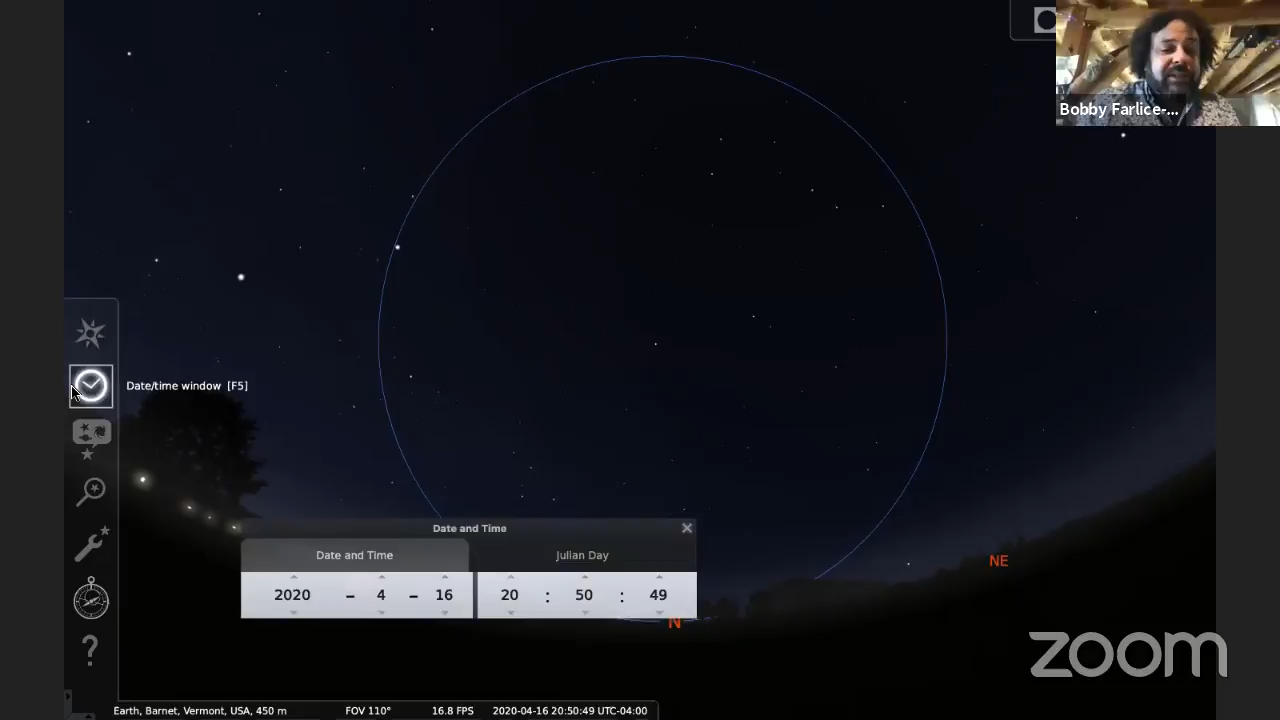 Bobby Farlice-...
Date/time window [F5]
Date and Time
Date and Time
Julian Day
2020 - 4 - 16
20 : 50 : 49
NE
N
zoom
Earth, Barnet, Vermont, USA, 450 m
FOV 110°
16.8 FPS
2020-04-16 20:50:49 UTC-04:00